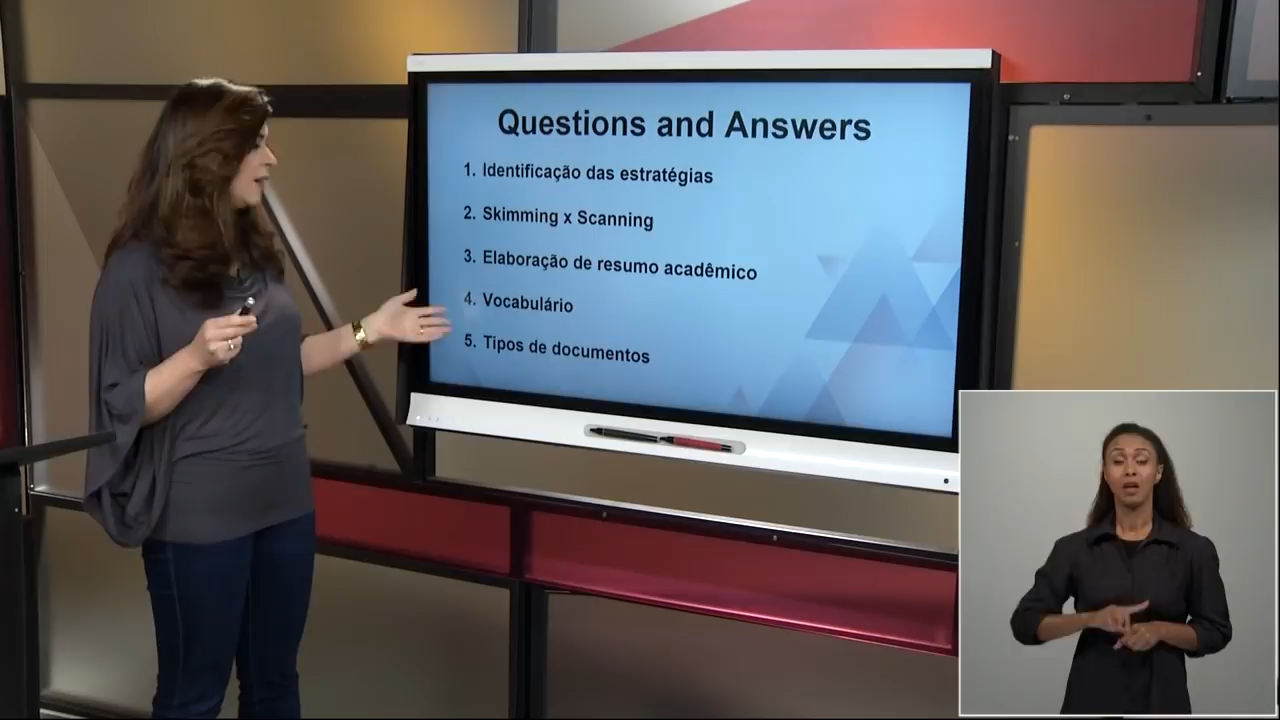 Questions and Answers
1. Identificação das estratégias
2. Skimming x Scanning
3. Elaboração de resumo acadêmico
4. Vocabulário
5. Tipos de documentos